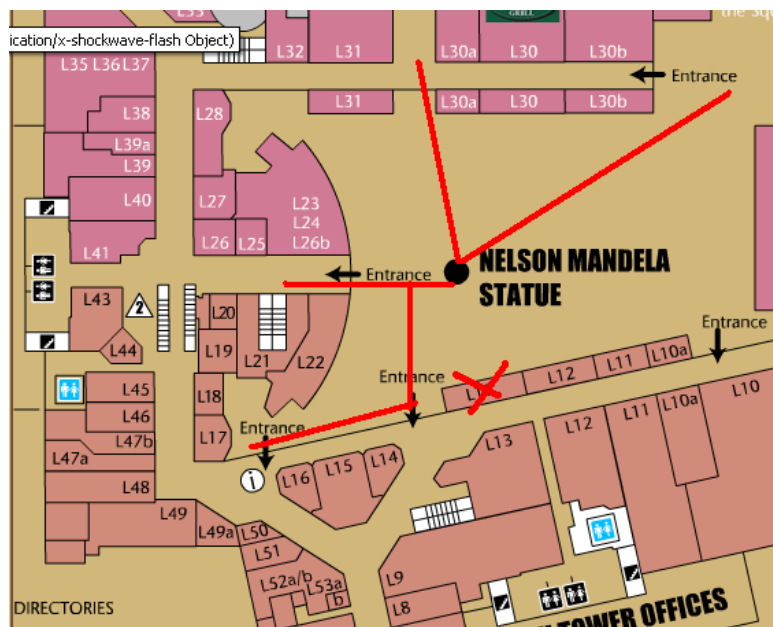 GRILL
the Squ
ication/x-shockwave-flash Object)
L32
L31
L30a
L30
L30b
L35
L36
L37
Entrance
L31
L30a
L30
L30b
L38
L28
L39a
L39
L40
L27
L23
L24
L26b
L26
L25
L41
Entrance
NELSON MANDELA
STATUE
L43
2
L20
L44
L19
L21
L22
Entrance
L10a
L11
L12
Entrance
L45
L18
L46
L10
L10a
L11
L12
L47b
L17
Entrance
L13
L47a
L14
L15
L16
i
L48
L49
L49a
L50
L51
L52a/b
L53a
b
L9
L8
DIRECTORIES
TOWER OFFICES